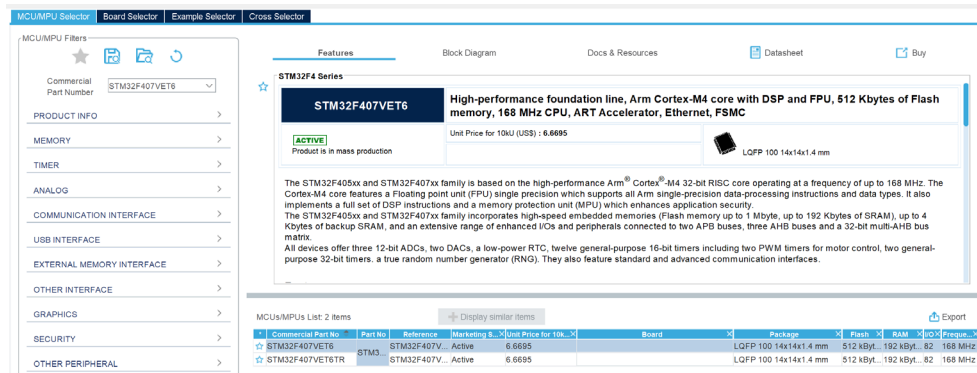 MCU/MPU Selector Board Selector Example Selector Cross Selector
MCU/MPU Filters
Commercial Part Number STM32F407VET6
PRODUCT INFO
MEMORY
TIMER
ANALOG
COMMUNICATION INTERFACE
USB INTERFACE
EXTERNAL MEMORY INTERFACE
OTHER INTERFACE
GRAPHICS
SECURITY
OTHER PERIPHERAL
Features Block Diagram Docs & Resources Datasheet Buy
STM32F4 Series
STM32F407VET6
High-performance foundation line, Arm Cortex-M4 core with DSP and FPU, 512 Kbytes of Flash
memory, 168 MHz CPU, ART Accelerator, Ethernet, FSMC
ACTIVE
Product is in mass production
Unit Price for 10kU (US$) : 6.6695
LQFP 100 14x14x1.4 mm
The STM32F405xx and STM32F407xx family is based on the high-performance Arm® Cortex®-M4 32-bit RISC core operating at a frequency of up to 168 MHz. The
Cortex-M4 core features a Floating point unit (FPU) single precision which supports all Arm single-precision data-processing instructions and data types. It also
implements a full set of DSP instructions and a memory protection unit (MPU) which enhances application security.
The STM32F405xx and STM32F407xx family incorporates high-speed embedded memories (Flash memory up to 1 Mbyte, up to 192 Kbytes of SRAM), up to 4
Kbytes of backup SRAM, and an extensive range of enhanced I/Os and peripherals connected to two APB buses, three AHB buses and a 32-bit multi-AHB bus
matrix.
All devices offer three 12-bit ADCs, two DACs, a low-power RTC, twelve general-purpose 16-bit timers including two PWM timers for motor control, two general-
purpose 32-bit timers. a true random number generator (RNG). They also feature standard and advanced communication interfaces.
MCUs/MPUs List: 2 items Display similar items Export
* Commercial Part No Part No Reference Marketing S... X Unit Price for 10k... X Board X Package X Flash X RAM X I/O X Freque... X
STM32F407VET6 STM3... STM32F407V... Active 6.6695 LQFP 100 14x14x1.4 mm 512 kByt... 192 kByt... 82 168 MHz
STM32F407VET6TR STM32F407V... Active 6.6695 LQFP 100 14x14x1.4 mm 512 kByt... 192 kByt... 82 168 MHz